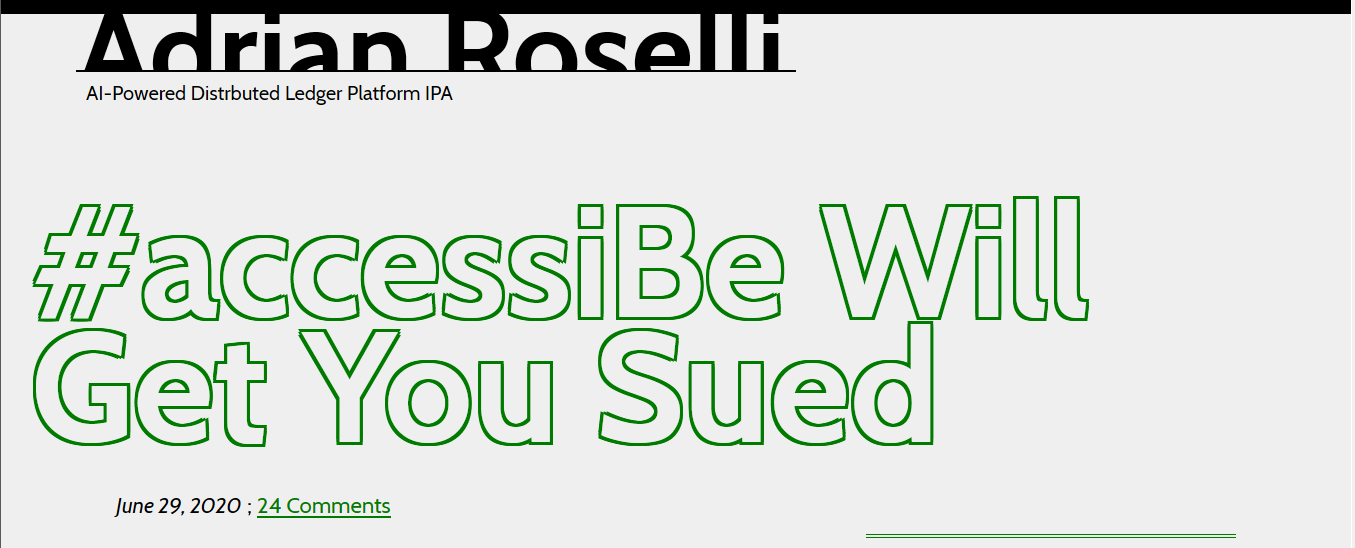 Adrian Roselli
AI-Powered Distrbuted Ledger Platform IPA
#accessiBe Will
Get You Sued
June 29, 2020 ; 24 Comments